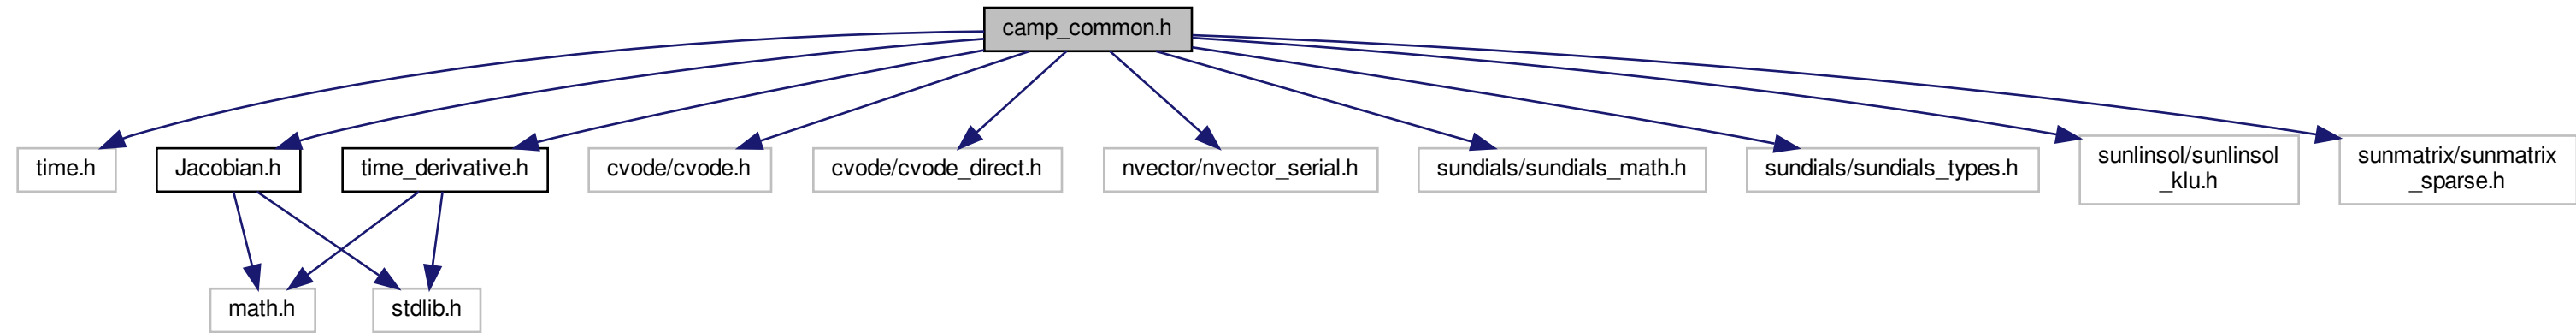 camp_common.h
time.h
Jacobian.h
time_derivative.h
cvode/cvode.h
cvode/cvode_direct.h
nvector/nvector_serial.h
sundials/sundials_math.h
sundials/sundials_types.h
sunlinsol/sunlinsol
_klu.h
sunmatrix/sunmatrix
_sparse.h
math.h
stdlib.h